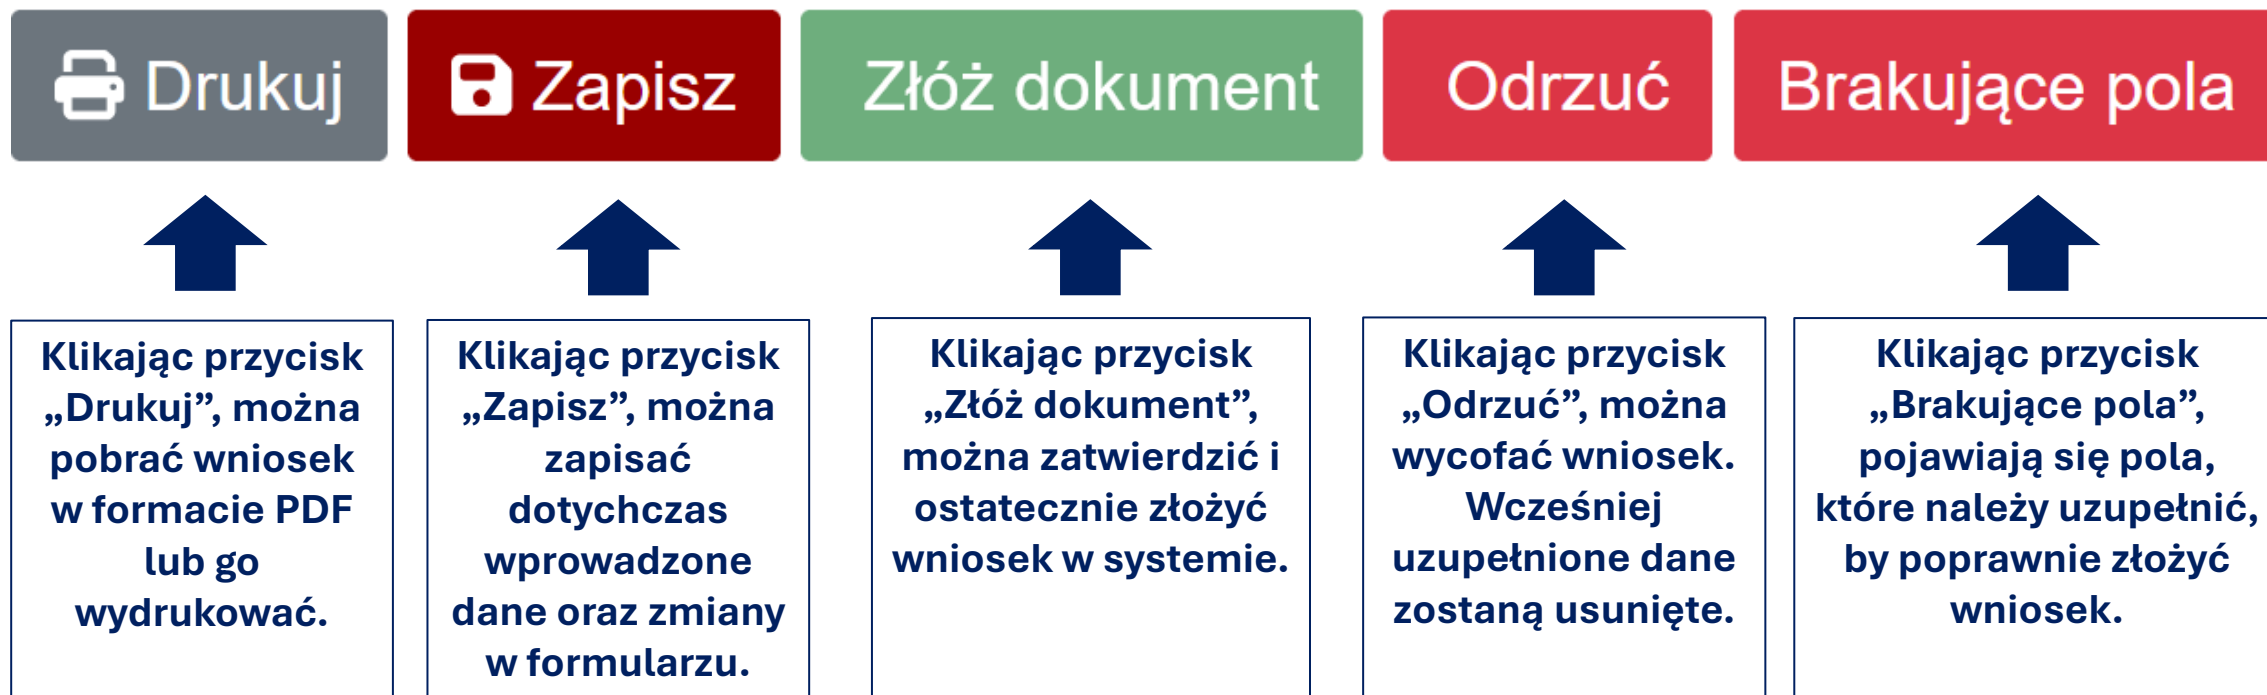 Drukuj
Zapisz
Złóż dokument
Odrzuć
Brakujące pola
Klikając przycisk
„Drukuj”, można
pobrać wniosek
w formacie PDF
lub go
wydrukować.
Klikając przycisk
„Zapisz”, można
zapisać
dotychczas
wprowadzone
dane oraz zmiany
w formularzu.
Klikając przycisk
„Złóż dokument”,
można zatwierdzić i
ostatecznie złożyć
wniosek w systemie.
Klikając przycisk
„Odrzuć”, można
wycofać wniosek.
Wcześniej
uzupełnione dane
zostaną usunięte.
Klikając przycisk
„Brakujące pola”,
pojawiają się pola,
które należy uzupełnić,
by poprawnie złożyć
wniosek.